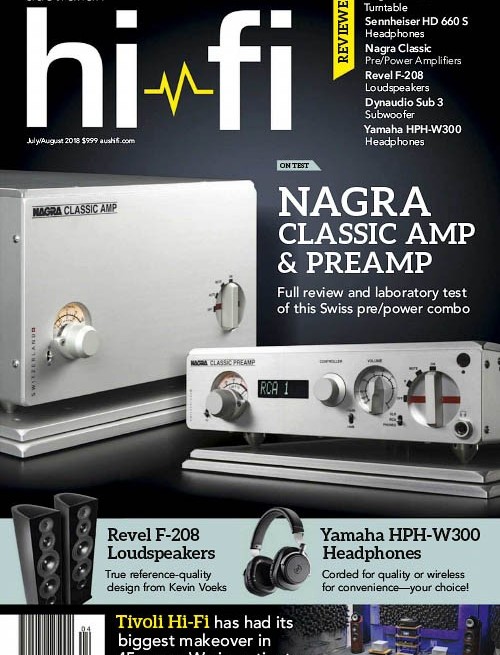 hi-fi
July/August 2018 $9.99 aushifi.com
REVIEWED
Turntable
Sennheiser HD 660 S
Headphones
Nagra Classic
Pre/Power Amplifiers
Revel F-208
Loudspeakers
Dynaudio Sub 3
Subwoofer
Yamaha HPH-W300
Headphones
ON TEST
NAGRA
CLASSIC AMP
& PREAMP
Full review and laboratory test
of this Swiss pre/power combo
NAGRA CLASSIC AMP
SWITZERLAND
NAGRA CLASSIC PREAMP
CONTROLLER
VOLUME
RCA 1
MUTE
ON
Revel F-208
Loudspeakers
True reference-quality
design from Kevin Voeks
Yamaha HPH-W300
Headphones
Corded for quality or wireless
for convenience—your choice!
04
Tivoli Hi-Fi has had its
biggest makeover in